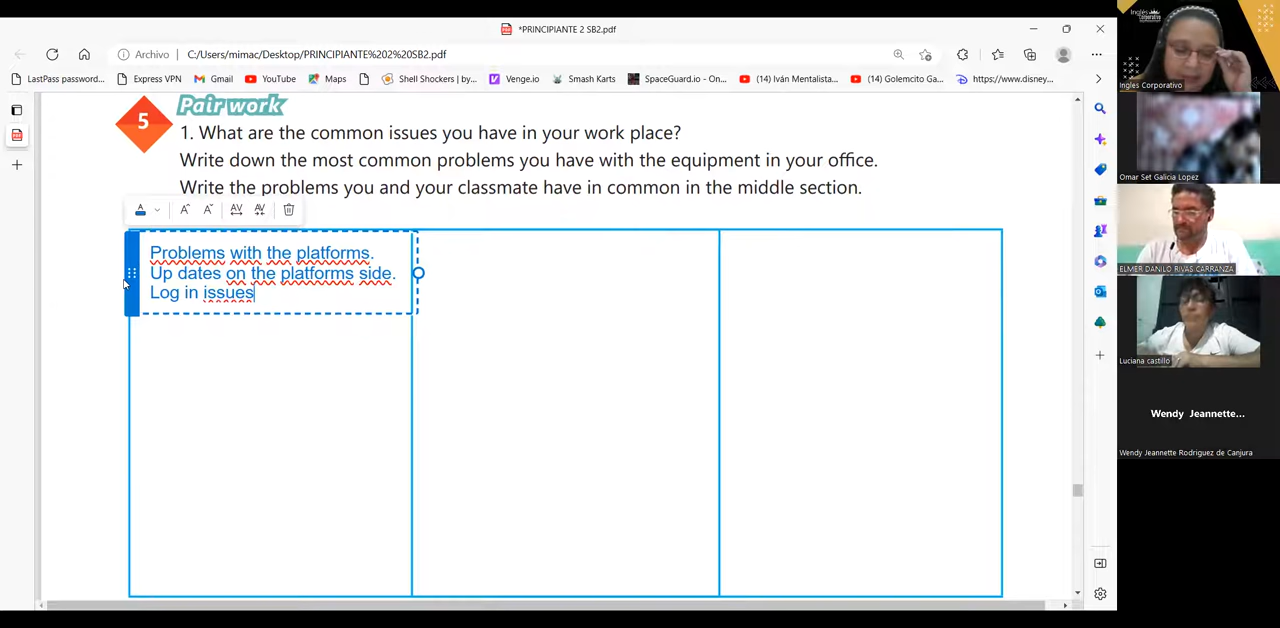 *PRINCIPIANTE 2 SB2.pdf
Archivo
C:/Users/mimac/Desktop/PRINCIPIANTE%202%20SB2.pdf
LastPass password...
Express VPN
Gmail
YouTube
Maps
Shell Shockers | by...
Venge.io
Smash Karts
SpaceGuard.io - On...
(14) Iván Mentalista...
(14) Golemcito Ga...
https://www.disney...
5
Pair work
1. What are the common issues you have in your work place?
Write down the most common problems you have with the equipment in your office.
Write the problems you and your classmate have in common in the middle section.
Problems with the platforms.
Up dates on the platforms side.
Log in issues
Inglés
Corporativo
Ingles Corporativo
Omar Set Galicia Lopez
ELMER DANILO RIVAS CARRANZA
Luciana castillo
Wendy Jeannette...
Wendy Jeannette Rodriguez de Canjura